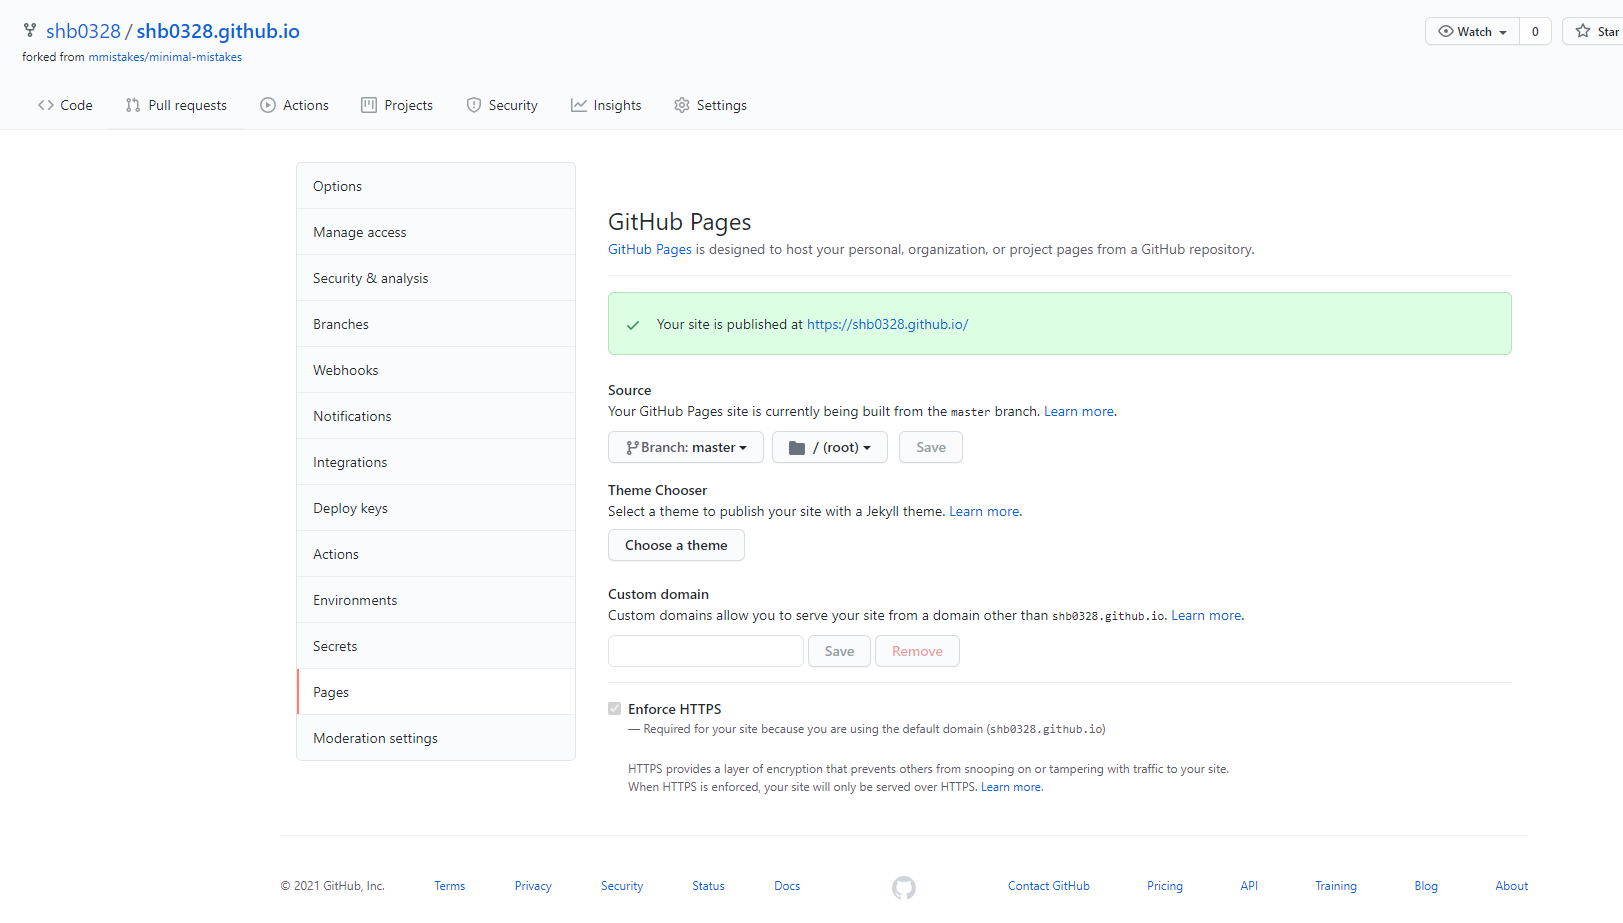 shb0328 / shb0328.github.io
forked from mmistakes/minimal-mistakes
Watch 0 Star
Code Pull requests Actions Projects Security Insights Settings
Options
Manage access
Security & analysis
Branches
Webhooks
Notifications
Integrations
Deploy keys
Actions
Environments
Secrets
Pages
Moderation settings
GitHub Pages
GitHub Pages is designed to host your personal, organization, or project pages from a GitHub repository.
Your site is published at https://shb0328.github.io/
Source
Your GitHub Pages site is currently being built from the master branch. Learn more.
Branch: master / (root) Save
Theme Chooser
Select a theme to publish your site with a Jekyll theme. Learn more.
Choose a theme
Custom domain
Custom domains allow you to serve your site from a domain other than shb0328.github.io. Learn more.
Save Remove
Enforce HTTPS
— Required for your site because you are using the default domain (shb0328.github.io)
HTTPS provides a layer of encryption that prevents others from snooping on or tampering with traffic to your site.
When HTTPS is enforced, your site will only be served over HTTPS. Learn more.
© 2021 GitHub, Inc. Terms Privacy Security Status Docs Contact GitHub Pricing API Training Blog About